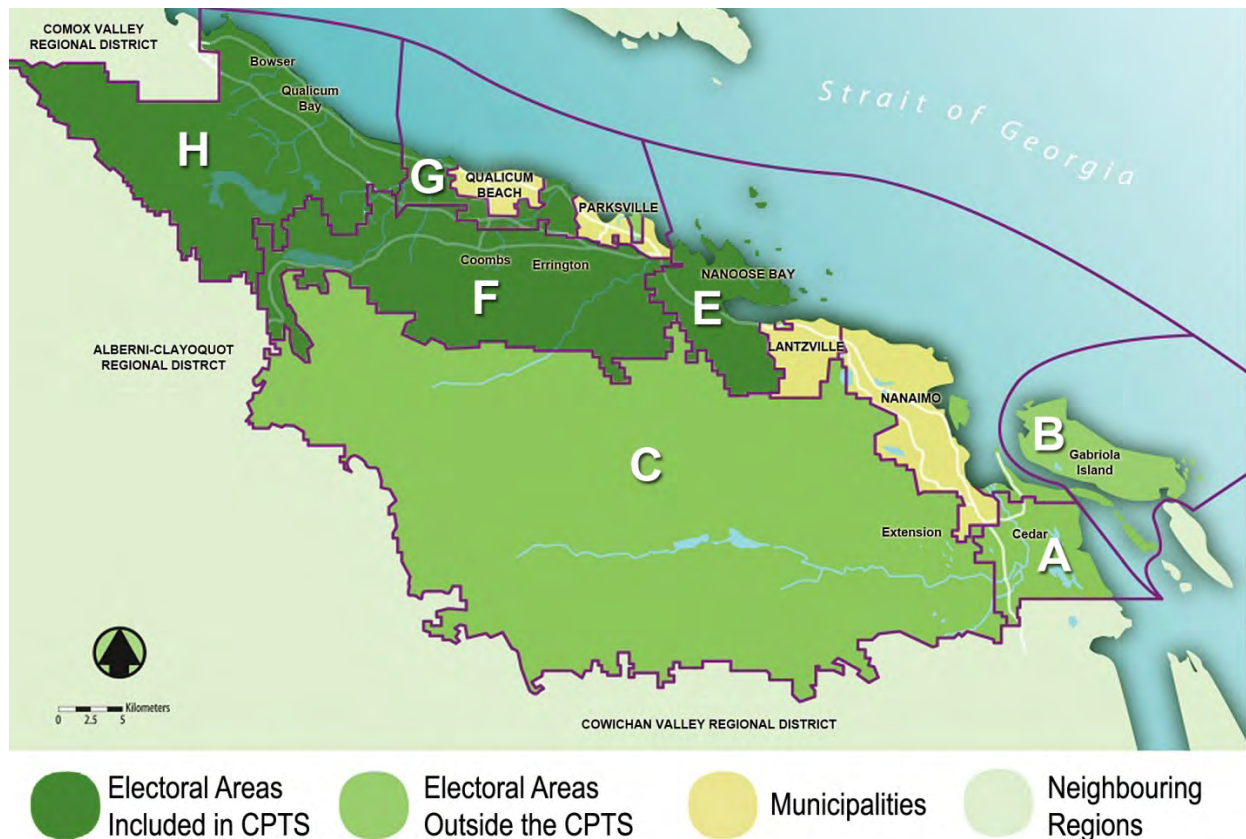 COMOX VALLEY
REGIONAL DISTRICT
Bowser
Qualicum
Bay
Strait of Georgia
H
G
QUALICUM
BEACH
PARKSVILLE
Coombs
Errington
NANOOSE BAY
F
E
ALBERNI-CLAYOQUOT
REGIONAL DISTRCT
LANTZVILLE
NANAIMO
B
Gabriola
Island
C
Extension
Cedar
A
0 2.5 5 Kilometers
COWICHAN VALLEY REGIONAL DISTRICT
Electoral Areas
Included in CPTS
Electoral Areas
Outside the CPTS
Municipalities
Neighbouring
Regions